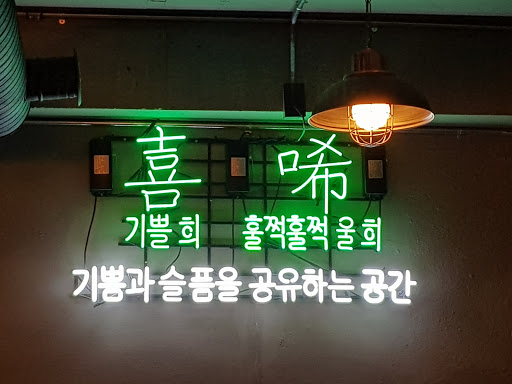 喜 唏
기쁠 희 훌쩍훌쩍 울 희
기쁨과 슬픔을 공유하는 공간